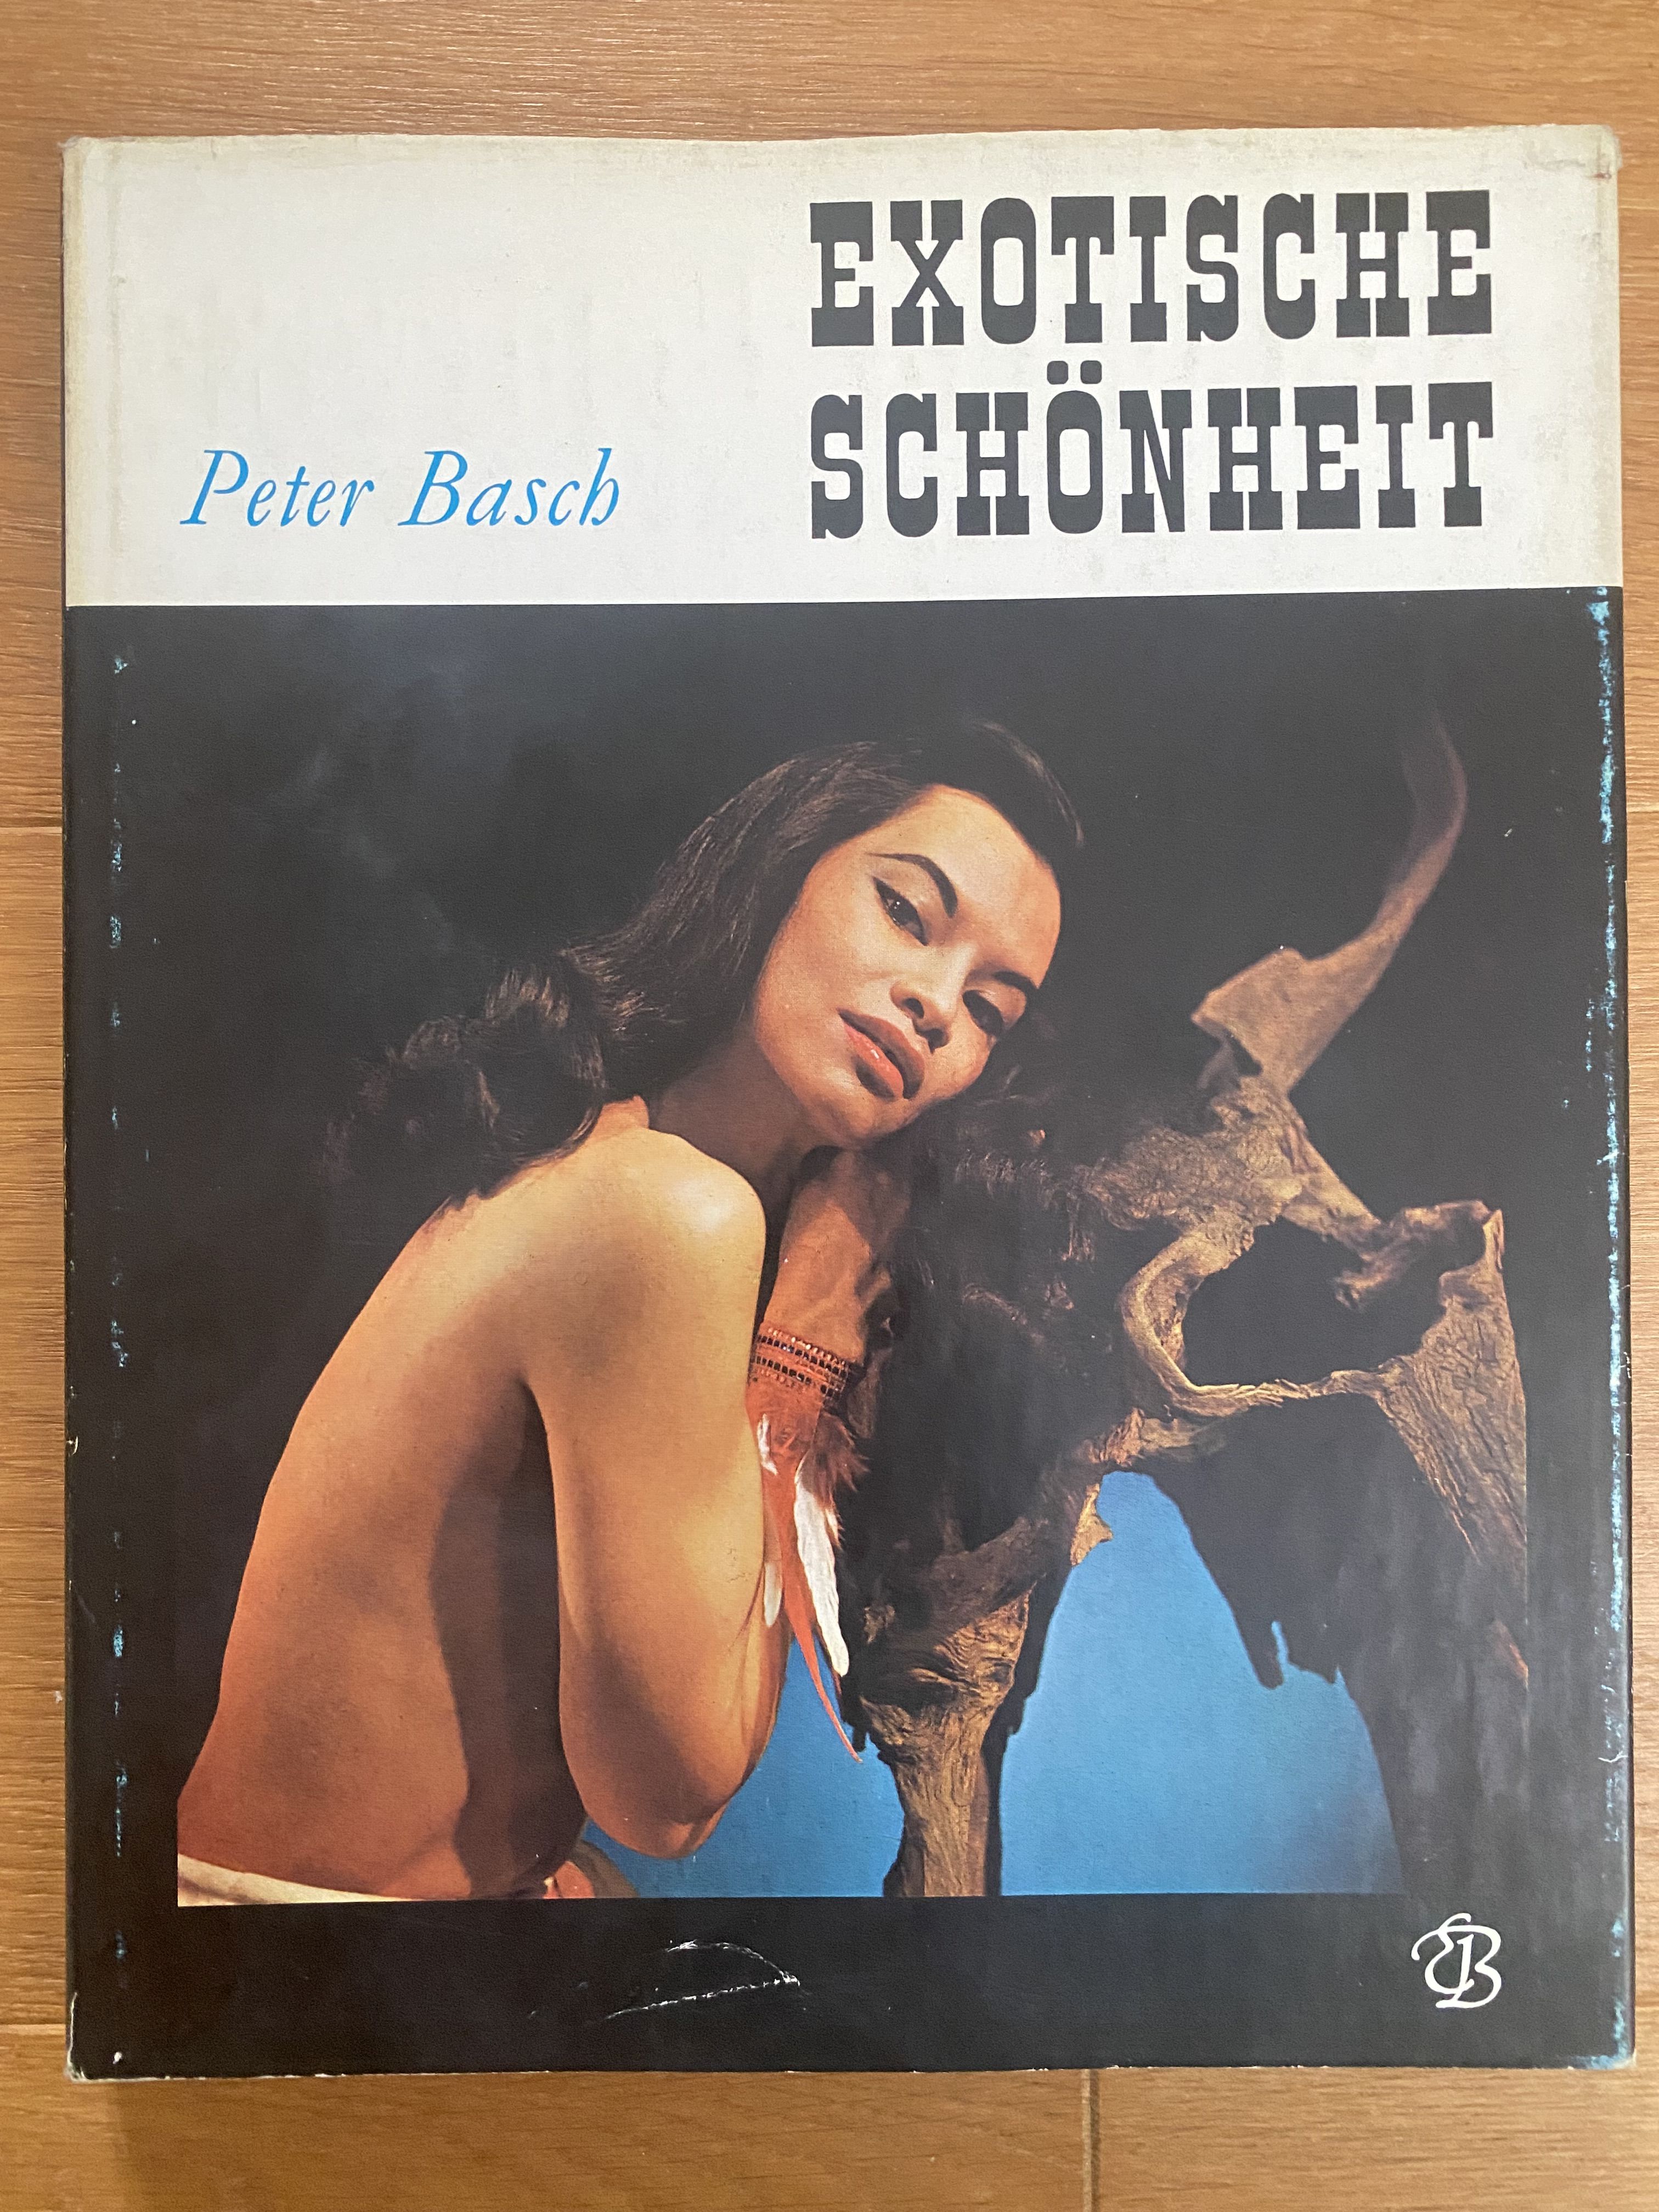 EXOTISCHE
SCHÖNHEIT
Peter Basch